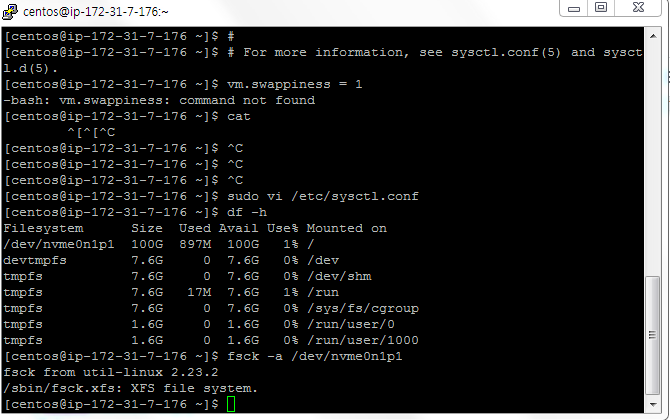 centos@ip-172-31-7-176:~
[centos@ip-172-31-7-176 ~]$ #
[centos@ip-172-31-7-176 ~]$ # For more information, see sysctl.conf(5) and sysct
l.d(5).
[centos@ip-172-31-7-176 ~]$ vm.swappiness = 1
-bash: vm.swappiness: command not found
[centos@ip-172-31-7-176 ~]$ cat
        ^[^[^C
[centos@ip-172-31-7-176 ~]$ ^C
[centos@ip-172-31-7-176 ~]$ ^C
[centos@ip-172-31-7-176 ~]$ ^C
[centos@ip-172-31-7-176 ~]$ sudo vi /etc/sysctl.conf
[centos@ip-172-31-7-176 ~]$ df -h
Filesystem      Size  Used Avail Use% Mounted on
/dev/nvme0n1p1  100G  897M  100G   1% /
devtmpfs        7.6G     0  7.6G   0% /dev
tmpfs           7.6G     0  7.6G   0% /dev/shm
tmpfs           7.6G   17M  7.6G   1% /run
tmpfs           7.6G     0  7.6G   0% /sys/fs/cgroup
tmpfs           1.6G     0  1.6G   0% /run/user/0
tmpfs           1.6G     0  1.6G   0% /run/user/1000
[centos@ip-172-31-7-176 ~]$ fsck -a /dev/nvme0n1p1
fsck from util-linux 2.23.2
/sbin/fsck.xfs: XFS file system.
[centos@ip-172-31-7-176 ~]$